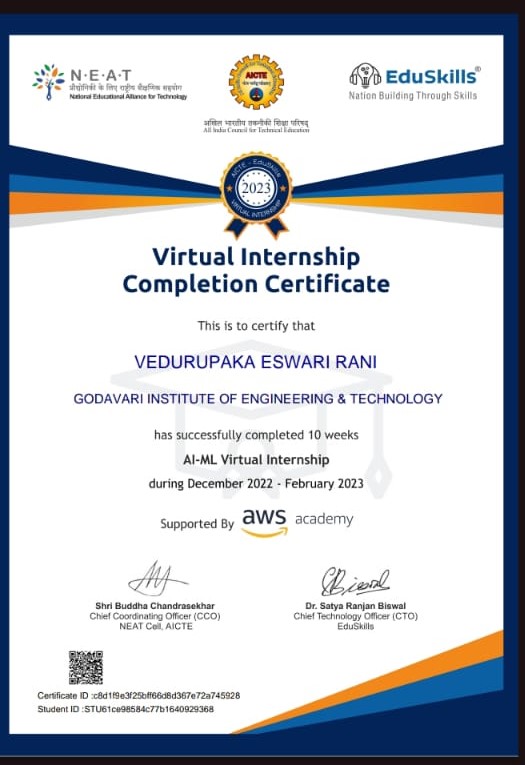 N·E·A·T
प्रौद्योगिकी के लिए राष्ट्रीय शैक्षणिक सहयोग
National Educational Alliance for Technology
AICTE
अखिल भारतीय तकनीकी शिक्षा परिषद्
All India Council for Technical Education
EduSkills®
Nation Building Through Skills
AICTE - EduSkills
2023
VIRTUAL INTERNSHIP
Virtual Internship
Completion Certificate
This is to certify that
VEDURUPAKA ESWARI RANI
GODAVARI INSTITUTE OF ENGINEERING & TECHNOLOGY
has successfully completed 10 weeks
AI-ML Virtual Internship
during December 2022 - February 2023
Supported By aws academy
Shri Buddha Chandrasekhar
Chief Coordinating Officer (CCO)
NEAT Cell, AICTE
Dr. Satya Ranjan Biswal
Chief Technology Officer (CTO)
EduSkills
Certificate ID :c8d1f9e3f25bff66d8d367e72a745928
Student ID :STU61ce98584c77b1640929368